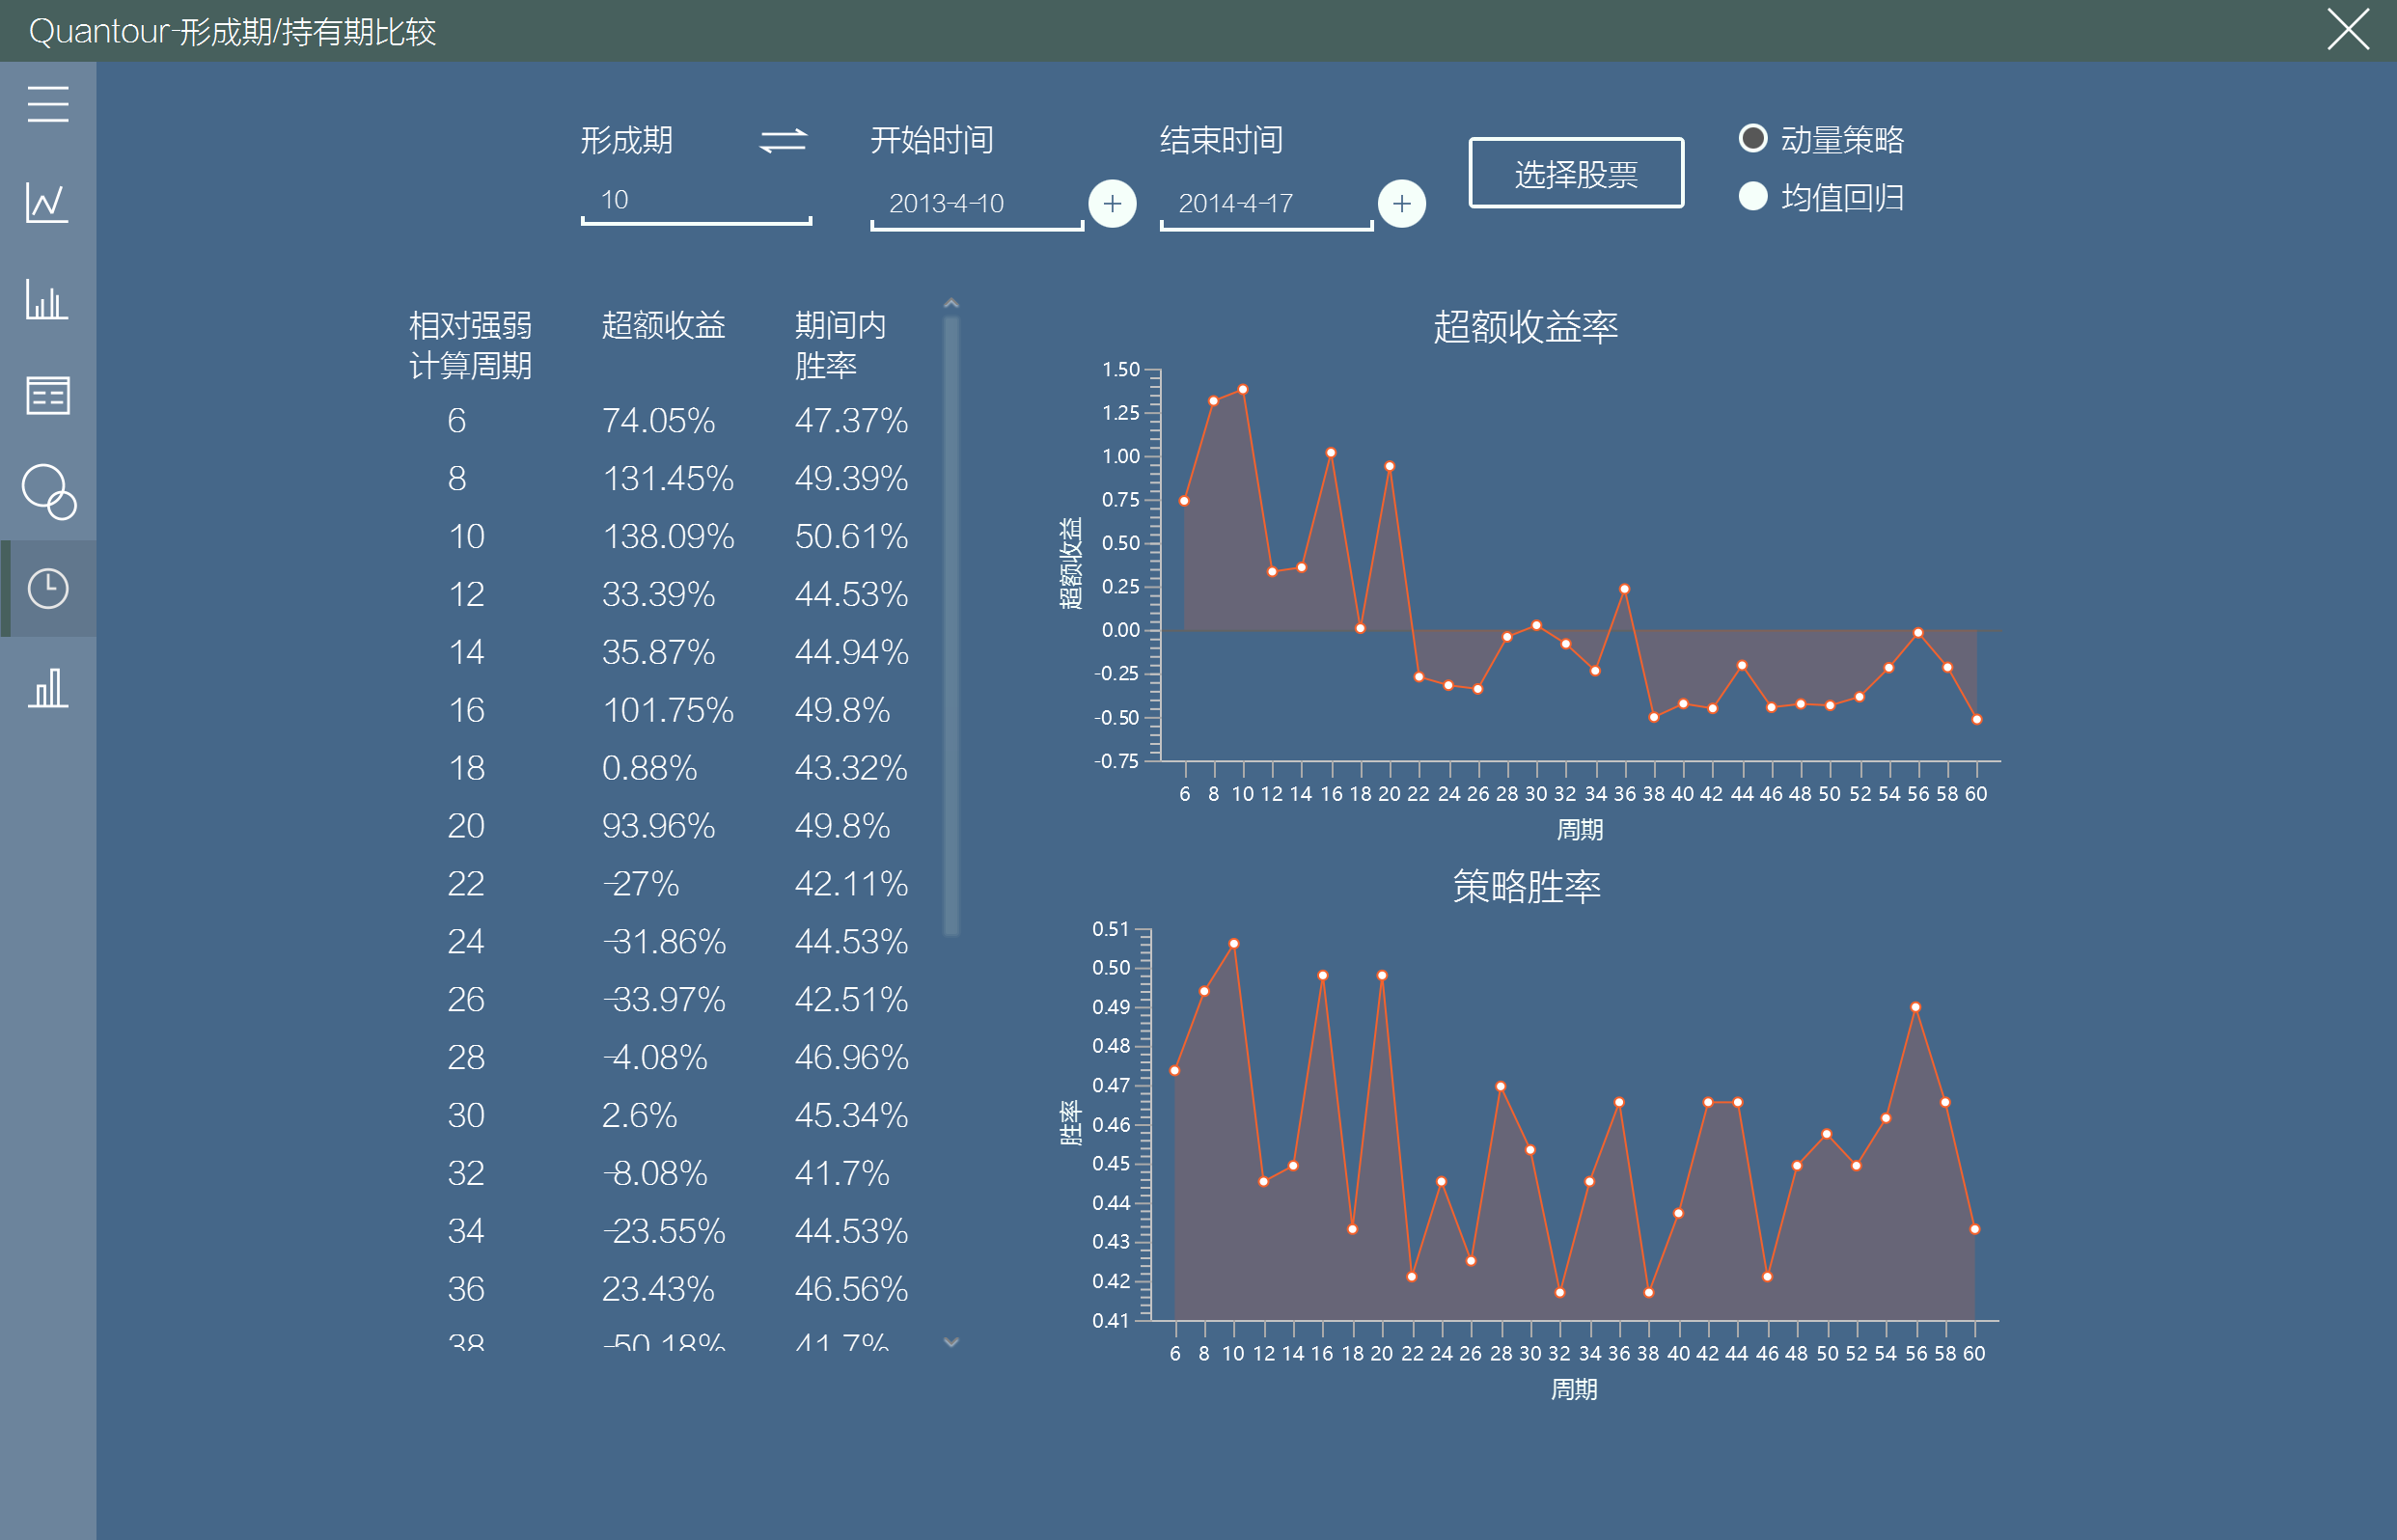 Quantour-形成期/持有期比较
形成期 开始时间 结束时间
10 2013-4-10 + 2014-4-17 +
选择股票
动量策略
均值回归
相对强弱计算周期 超额收益 期间内胜率
6 74.05% 47.37%
8 131.45% 49.39%
10 138.09% 50.61%
12 33.39% 44.53%
14 35.87% 44.94%
16 101.75% 49.8%
18 0.88% 43.32%
20 93.96% 49.8%
22 -27% 42.11%
24 -31.86% 44.53%
26 -33.97% 42.51%
28 -4.08% 46.96%
30 2.6% 45.34%
32 -8.08% 41.7%
34 -23.55% 44.53%
36 23.43% 46.56%
38 -50.18% 41.7%
超额收益率
1.50
1.25
1.00
0.75
0.50
0.25
0.00
-0.25
-0.50
-0.75
超额收益
6 8 10 12 14 16 18 20 22 24 26 28 30 32 34 36 38 40 42 44 46 48 50 52 54 56 58 60
周期
策略胜率
0.51
0.50
0.49
0.48
0.47
0.46
0.45
0.44
0.43
0.42
0.41
胜率
6 8 10 12 14 16 18 20 22 24 26 28 30 32 34 36 38 40 42 44 46 48 50 52 54 56 58 60
周期